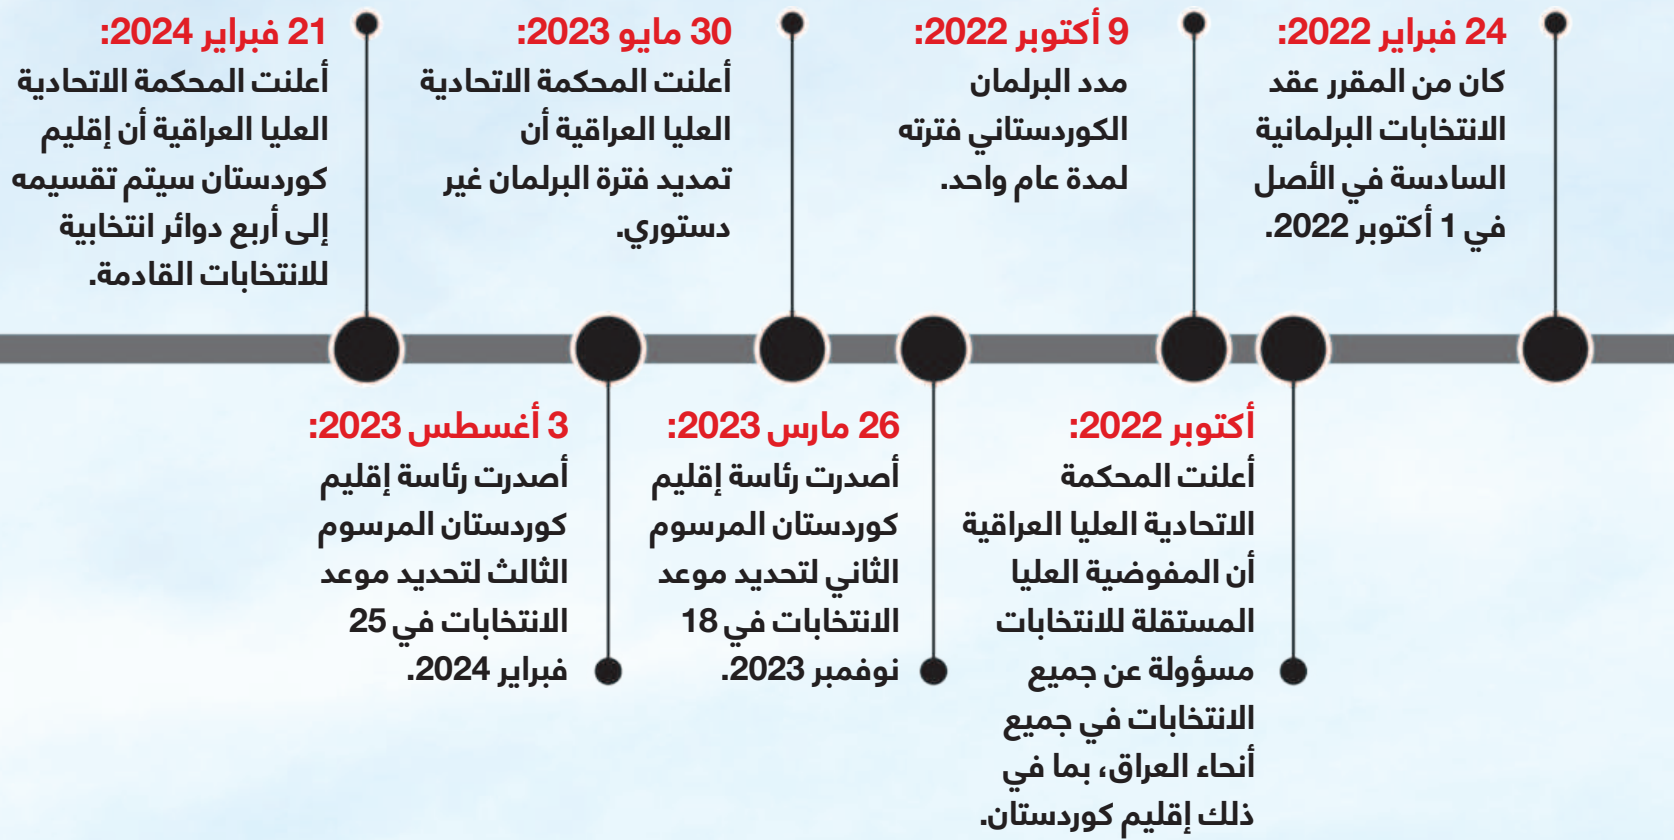 24 فبراير 2022:
كان من المقرر عقد
الانتخابات البرلمانية
السادسة في الأصل
في 1 أكتوبر 2022.
أكتوبر 2022:
أعلنت المحكمة
الاتحادية العليا العراقية
أن المفوضية العليا
المستقلة للانتخابات
مسؤولة عن جميع
الانتخابات في جميع
أنحاء العراق، بما في
ذلك إقليم كوردستان.
9 أكتوبر 2022:
مدد البرلمان
الكوردستاني فترته
لمدة عام واحد.
26 مارس 2023:
أصدرت رئاسة إقليم
كوردستان المرسوم
الثاني لتحديد موعد
الانتخابات في 18
نوفمبر 2023.
30 مايو 2023:
أعلنت المحكمة الاتحادية
العليا العراقية أن
تمديد فترة البرلمان غير
دستوري.
3 أغسطس 2023:
أصدرت رئاسة إقليم
كوردستان المرسوم
الثالث لتحديد موعد
الانتخابات في 25
فبراير 2024.
21 فبراير 2024:
أعلنت المحكمة الاتحادية
العليا العراقية أن إقليم
كوردستان سيتم تقسيمه
إلى أربع دوائر انتخابية
للانتخابات القادمة.